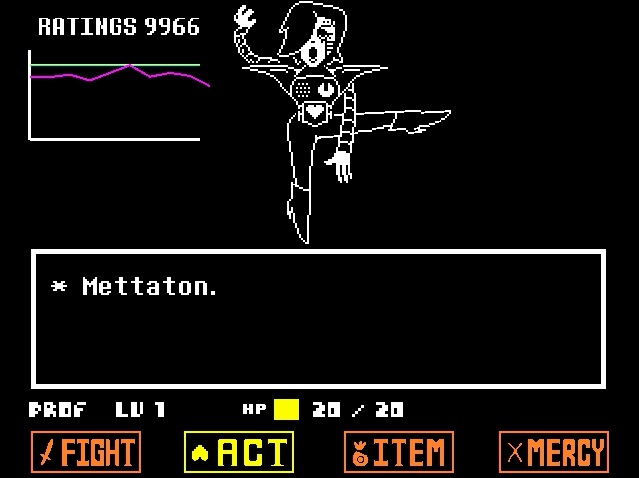 RATINGS 9966
* Mettaton.
PROF LV 1 HP 20 / 20
FIGHT ACT ITEM MERCY